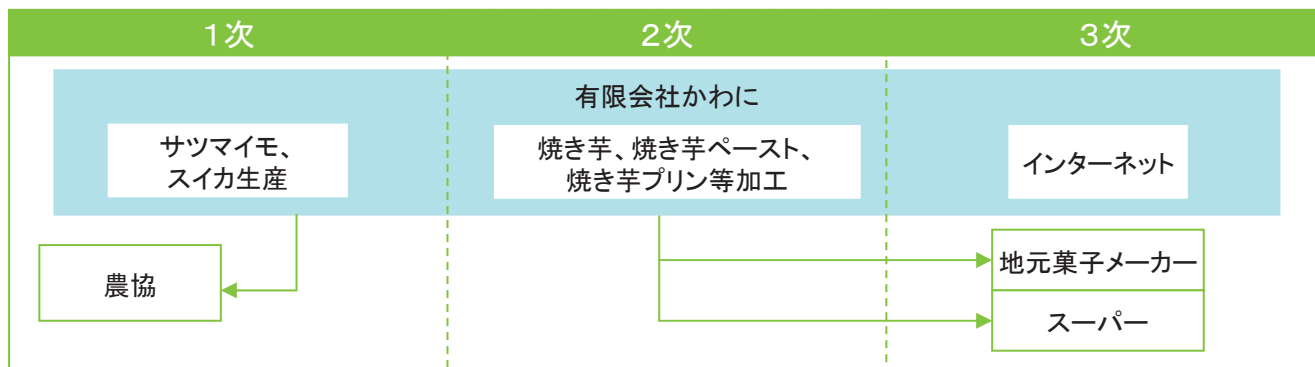 1次
2次
3次
有限会社かわに
サツマイモ、
スイカ生産
焼き芋、焼き芋ペースト、
焼き芋プリン等加工
インターネット
農協
地元菓子メーカー
スーパー